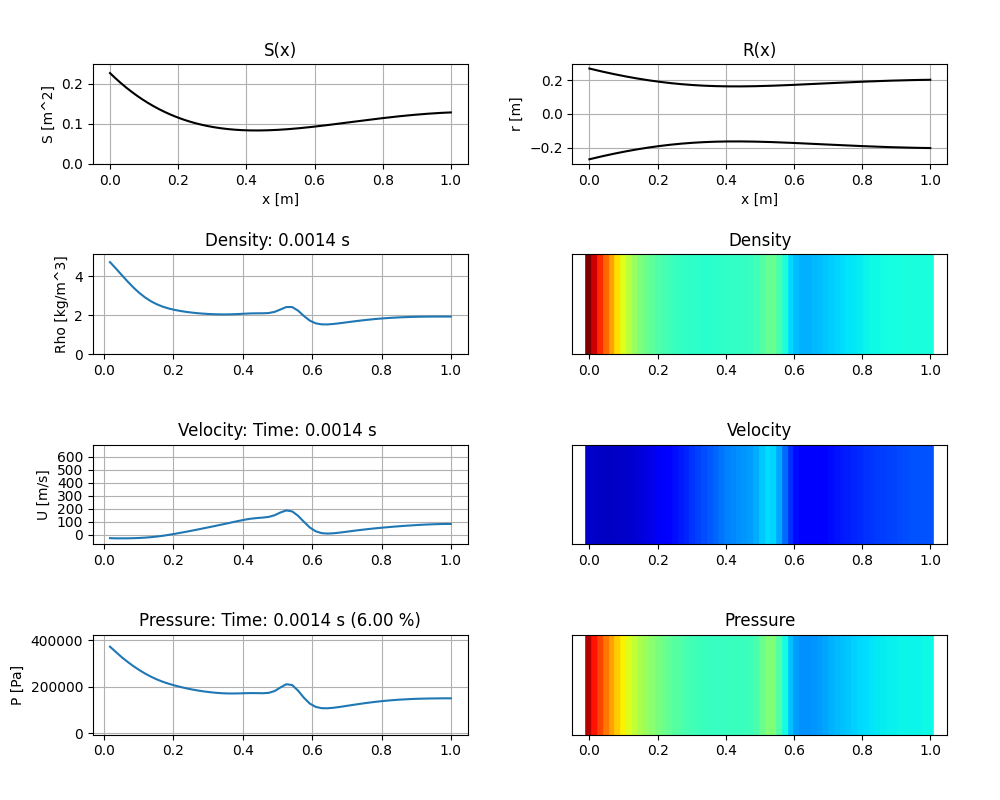 S(x)
R(x)
S [m^2]
0.2
0.1
0.0
0.0 0.2 0.4 0.6 0.8 1.0
x [m]
r [m]
0.2
0.0
−0.2
0.0 0.2 0.4 0.6 0.8 1.0
x [m]
Density: 0.0014 s
Density
Rho [kg/m^3]
4
2
0
0.0 0.2 0.4 0.6 0.8 1.0
0.0 0.2 0.4 0.6 0.8 1.0
Velocity: Time: 0.0014 s
Velocity
U [m/s]
600
500
400
300
200
100
0
0.0 0.2 0.4 0.6 0.8 1.0
0.0 0.2 0.4 0.6 0.8 1.0
Pressure: Time: 0.0014 s (6.00 %)
Pressure
P [Pa]
400000
200000
0
0.0 0.2 0.4 0.6 0.8 1.0
0.0 0.2 0.4 0.6 0.8 1.0